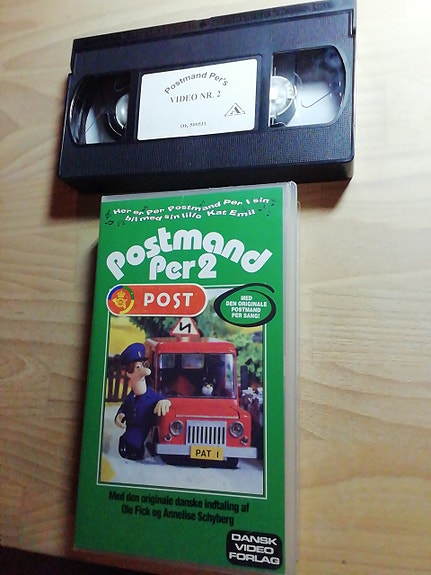 Postmand Per's
VIDEO NR. 2
A
Her er Per Postmand Per I sin
bil med sin lille Kat Emil
Postmand
Per 2
POST
MED
DEN ORIGINALE
POSTMAND
PER SANG!
PAT 1
Med den originale danske indtaling af
Ole Fick og Annelise Schyberg
DANSK
VIDEO
FORLAG